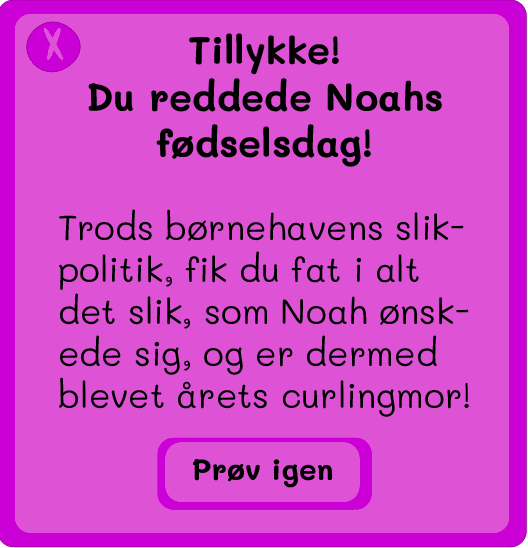 X
Tillykke!
Du reddede Noahs
fødselsdag!
Trods børnehavens slik-
politik, fik du fat i alt
det slik, som Noah ønsk-
ede sig, og er dermed
blevet årets curlingmor!
Prøv igen